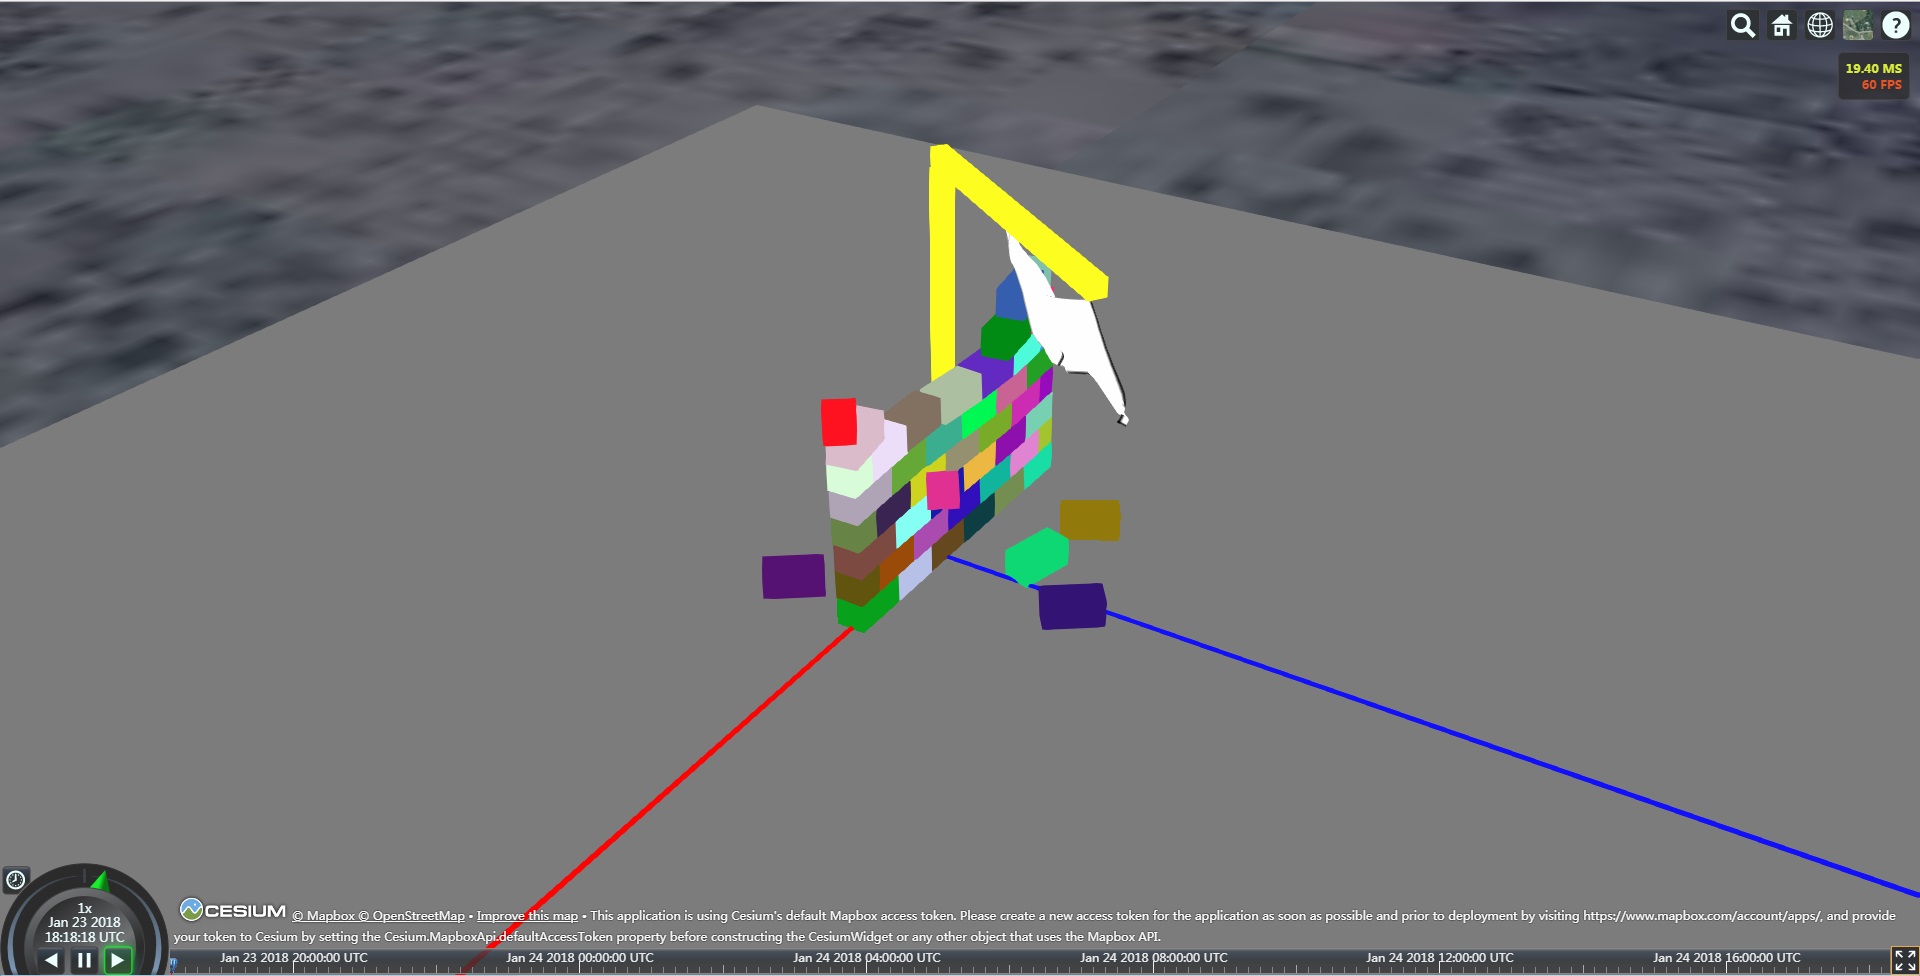 ?
19.40 MS
60 FPS
1x
Jan 23 2018
18:18:18 UTC
CESIUM © Mapbox © OpenStreetMap • Improve this map • This application is using Cesium's default Mapbox access token. Please create a new access token for the application as soon as possible and prior to deployment by visiting https://www.mapbox.com/account/apps/, and provide
your token to Cesium by setting the Cesium.MapboxApi.defaultAccessToken property before constructing the CesiumWidget or any other object that uses the Mapbox API.
Jan 23 2018 20:00:00 UTC Jan 24 2018 00:00:00 UTC Jan 24 2018 04:00:00 UTC Jan 24 2018 08:00:00 UTC Jan 24 2018 12:00:00 UTC Jan 24 2018 16:00:00 UTC